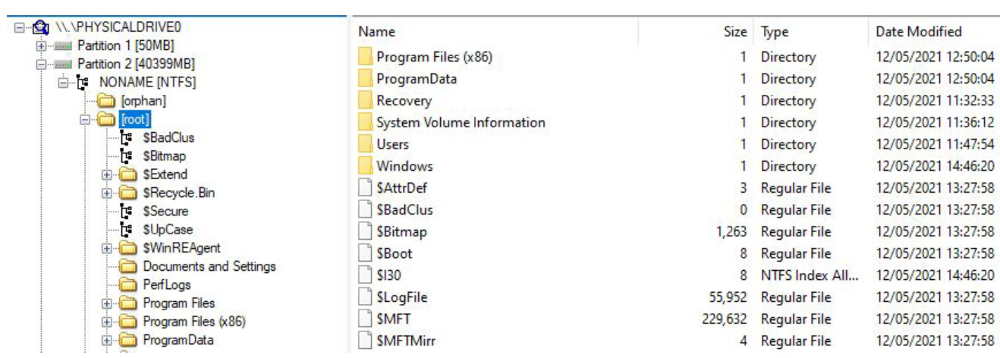 \\.\PHYSICALDRIVE0
Partition 1 [50MB]
Partition 2 [40399MB]
NONAME [NTFS]
[orphan]
[root]
$BadClus
$Bitmap
$Extend
$Recycle.Bin
$Secure
$UpCase
$WinREAgent
Documents and Settings
PerfLogs
Program Files
Program Files (x86)
ProgramData
Name Size Type Date Modified
Program Files (x86) 1 Directory 12/05/2021 12:50:04
ProgramData 1 Directory 12/05/2021 12:50:04
Recovery 1 Directory 12/05/2021 11:32:33
System Volume Information 1 Directory 12/05/2021 11:36:12
Users 1 Directory 12/05/2021 11:47:54
Windows 1 Directory 12/05/2021 14:46:20
$AttrDef 3 Regular File 12/05/2021 13:27:58
$BadClus 0 Regular File 12/05/2021 13:27:58
$Bitmap 1,263 Regular File 12/05/2021 13:27:58
$Boot 8 Regular File 12/05/2021 13:27:58
$I30 8 NTFS Index All... 12/05/2021 14:46:20
$LogFile 55,952 Regular File 12/05/2021 13:27:58
$MFT 229,632 Regular File 12/05/2021 13:27:58
$MFTMirr 4 Regular File 12/05/2021 13:27:58